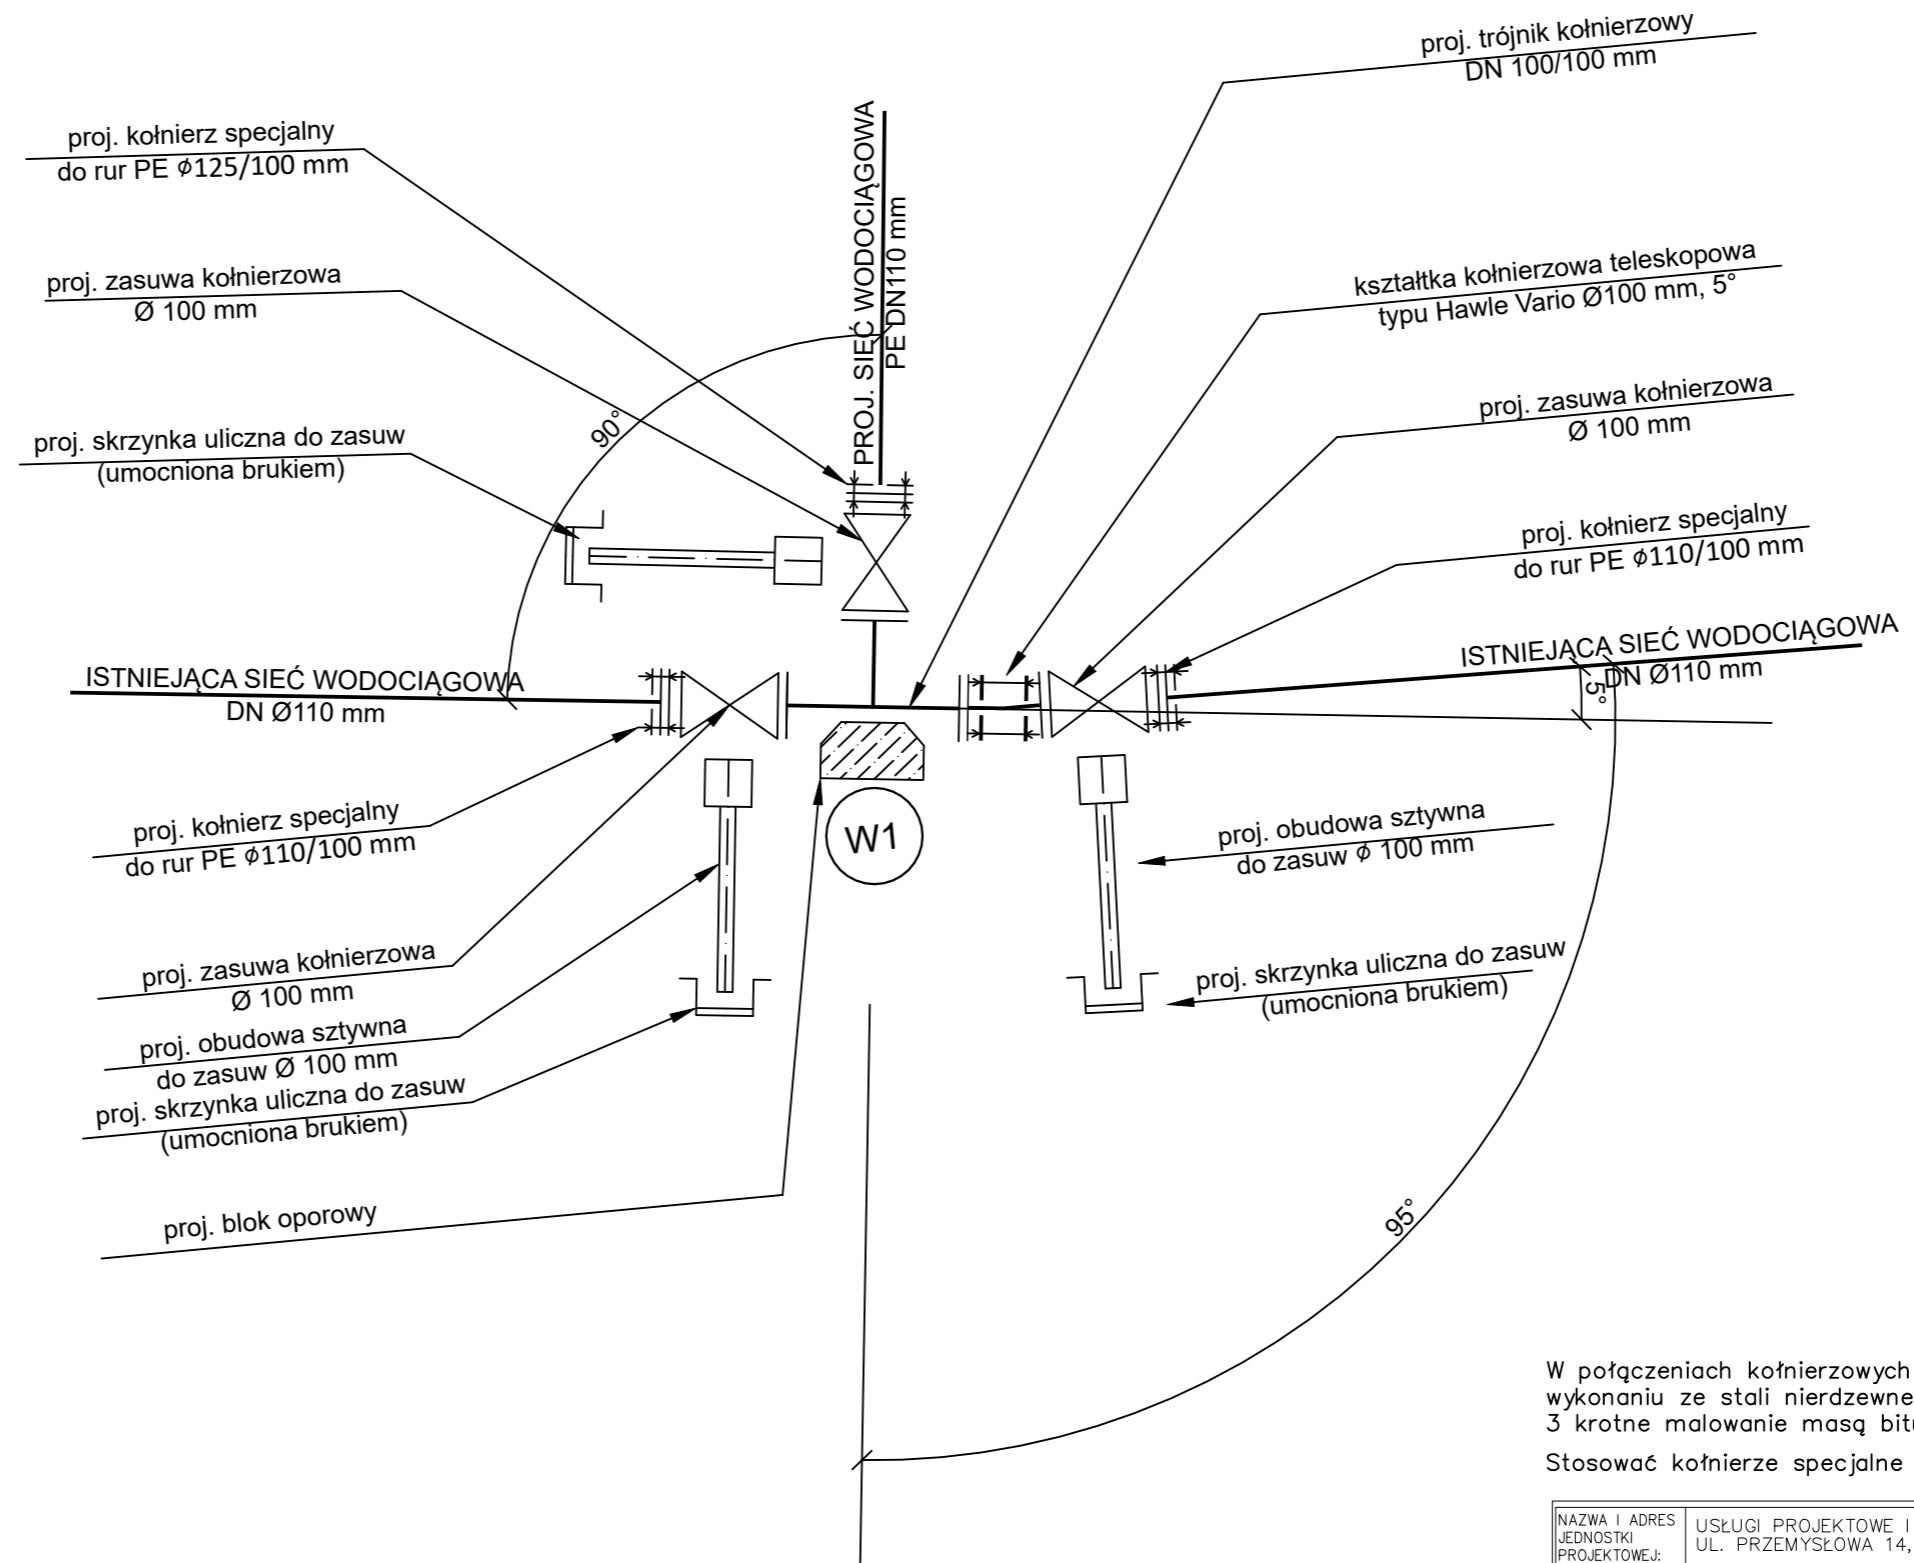 proj. trójnik kołnierzowy
DN 100/100 mm
proj. kołnierz specjalny
do rur PE ϕ125/100 mm
PROJ. SIEĆ WODOCIĄGOWA
PE DN110 mm
proj. zasuwa kołnierzowa
Ø 100 mm
kształtka kołnierzowa teleskopowa
typu Hawle Vario Ø100 mm, 5°
proj. zasuwa kołnierzowa
Ø 100 mm
90°
proj. skrzynka uliczna do zasuw
(umocniona brukiem)
proj. kołnierz specjalny
do rur PE ϕ110/100 mm
ISTNIEJĄCA SIEĆ WODOCIĄGOWA
DN Ø110 mm
ISTNIEJĄCA SIEĆ WODOCIĄGOWA
DN Ø110 mm
5°
proj. kołnierz specjalny
do rur PE ϕ110/100 mm
W1
proj. obudowa sztywna
do zasuw ϕ 100 mm
proj. zasuwa kołnierzowa
Ø 100 mm
proj. skrzynka uliczna do zasuw
(umocniona brukiem)
proj. obudowa sztywna
do zasuw Ø 100 mm
proj. skrzynka uliczna do zasuw
(umocniona brukiem)
proj. blok oporowy
95°
W połączeniach kołnierzowych
wykonaniu ze stali nierdzewne
3 krotne malowanie masą bitu
Stosować kołnierze specjalne
NAZWA I ADRES
JEDNOSTKI
PROJEKTOWEJ:
USŁUGI PROJEKTOWE I
UL. PRZEMYSŁOWA 14,